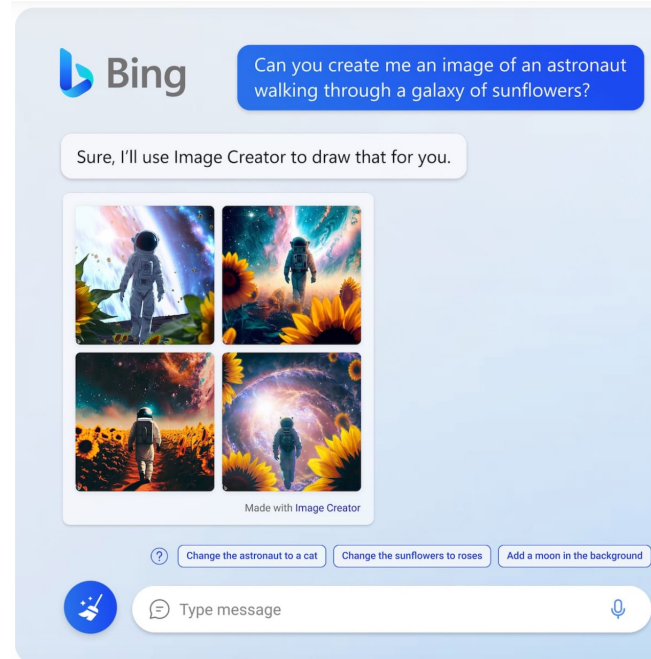 Bing
Can you create me an image of an astronaut
walking through a galaxy of sunflowers?
Sure, I'll use Image Creator to draw that for you.
Made with Image Creator
Change the astronaut to a cat
Change the sunflowers to roses
Add a moon in the background
Type message